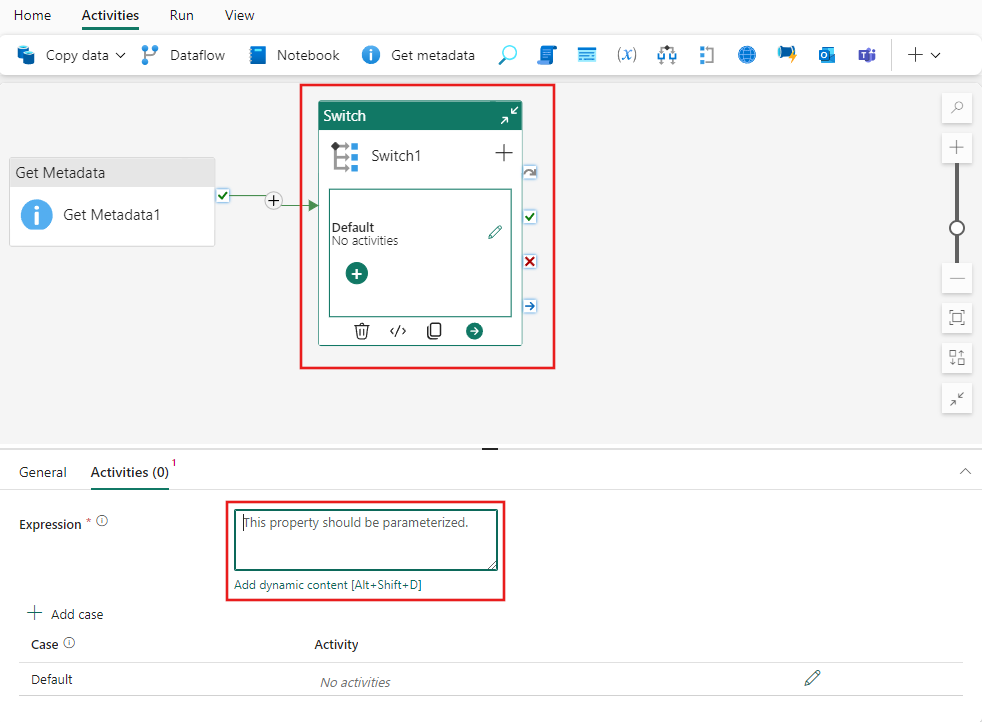 Home Activities Run View
Copy data Dataflow Notebook Get metadata (x)
Switch
Get Metadata
Switch1
Get Metadata1
Default
No activities
General Activities (0) 1
Expression *
This property should be parameterized.
Add dynamic content [Alt+Shift+D]
Add case
Case Activity
Default No activities